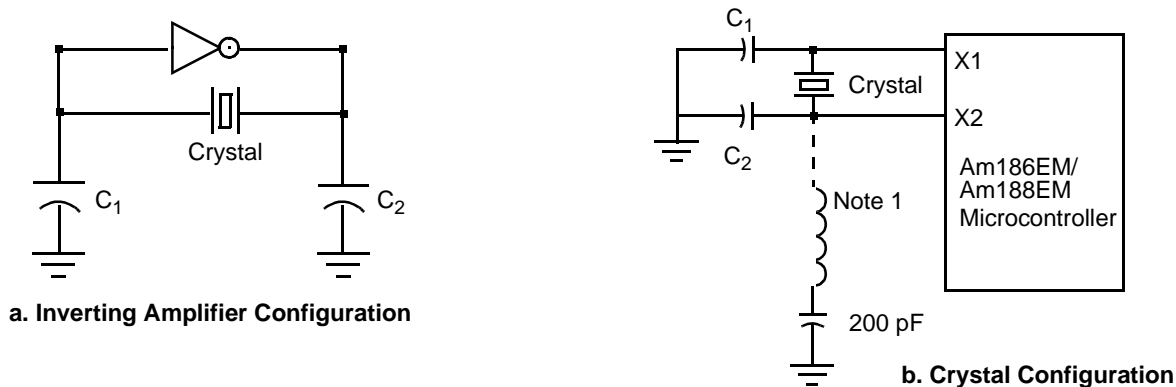 Crystal
C1
C2
a. Inverting Amplifier Configuration
C1
X1
Crystal
X2
C2
Note 1
Am186EM/
Am188EM
Microcontroller
200 pF
b. Crystal Configuration